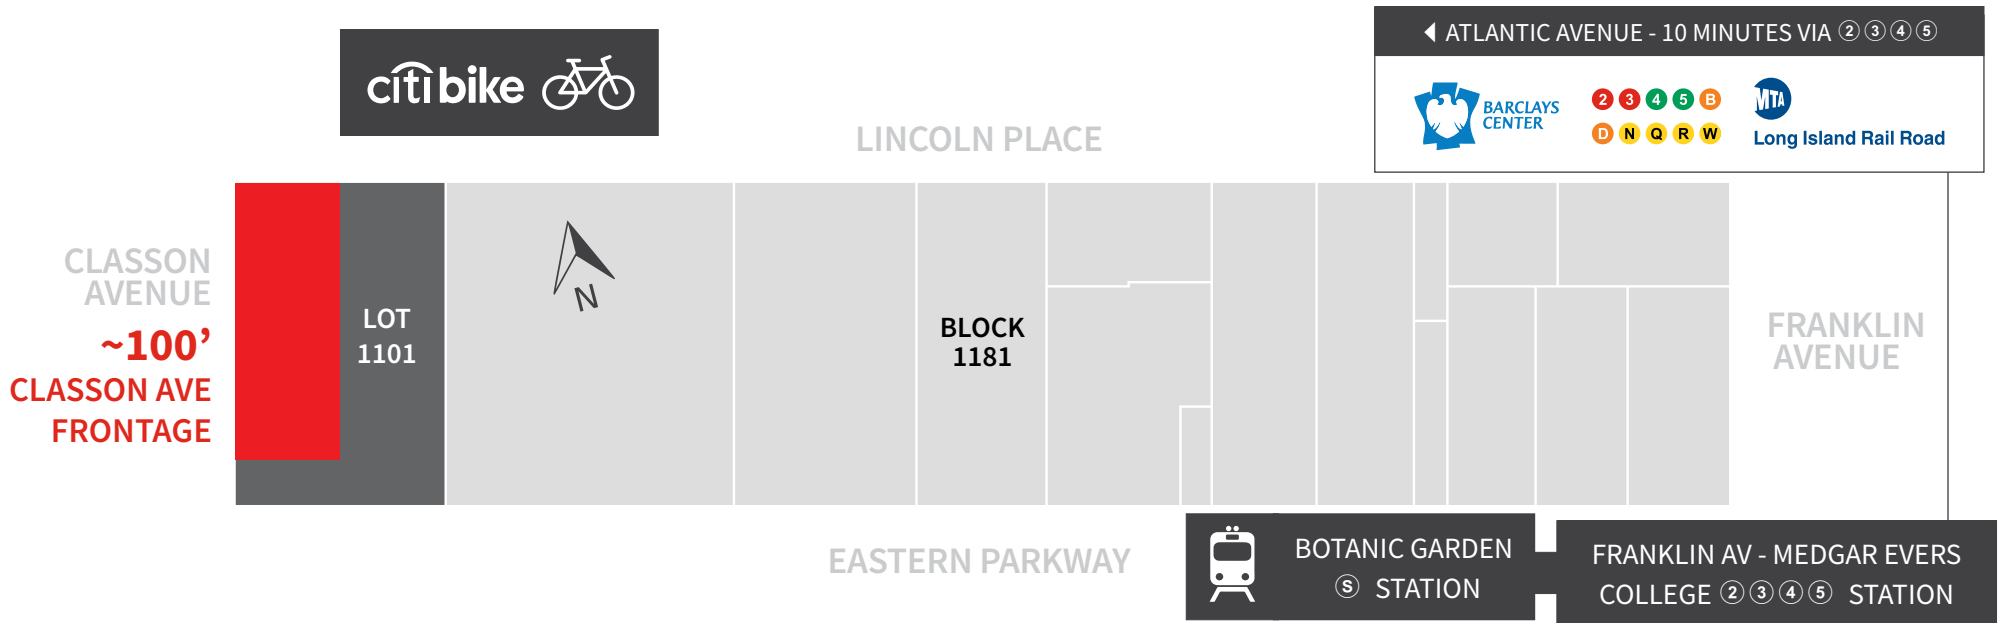 citi bike
ATLANTIC AVENUE - 10 MINUTES VIA 2 3 4 5
BARCLAYS
CENTER
2 3 4 5 B
D N Q R W
MTA
Long Island Rail Road
LINCOLN PLACE
CLASSON
AVENUE
~100’
CLASSON AVE
FRONTAGE
LOT
1101
N
BLOCK
1181
FRANKLIN
AVENUE
EASTERN PARKWAY
BOTANIC GARDEN
S STATION
FRANKLIN AV - MEDGAR EVERS
COLLEGE 2 3 4 5 STATION